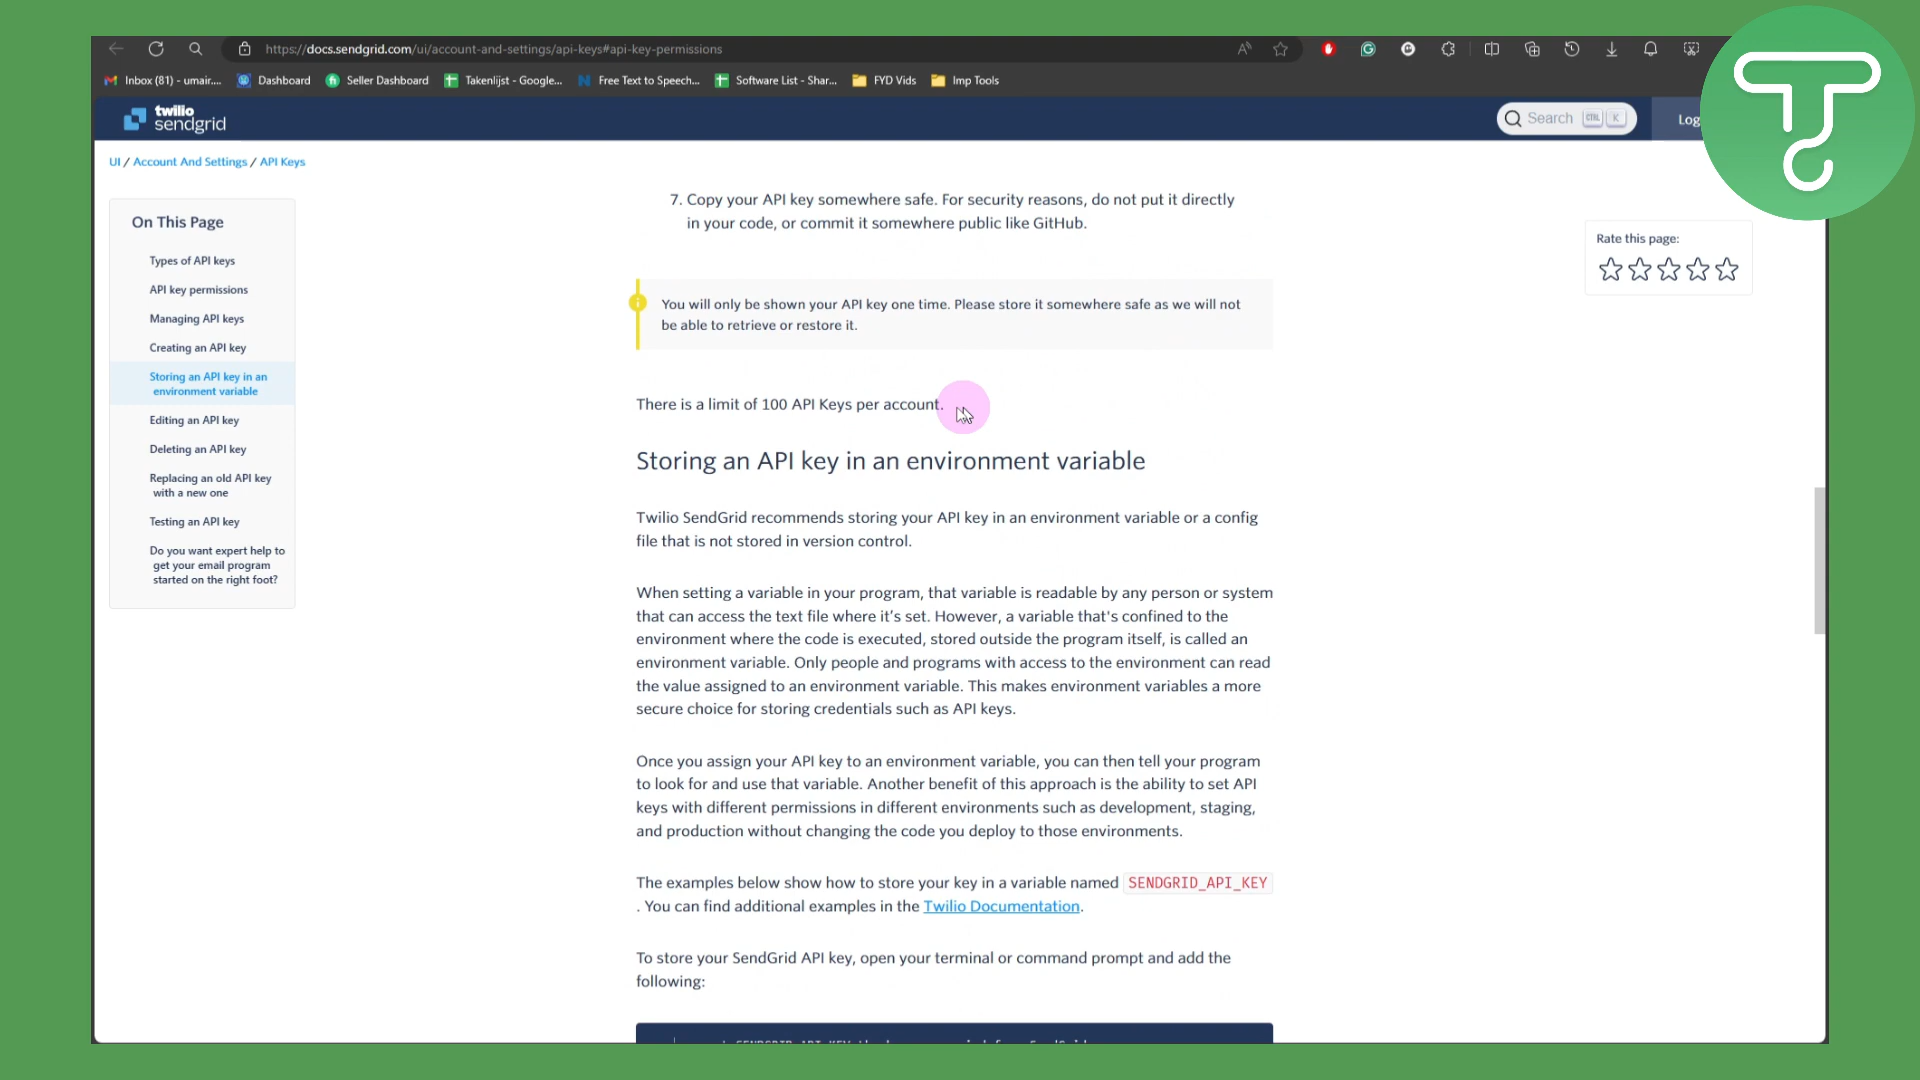 https://docs.sendgrid.com/ui/account-and-settings/api-keys#api-key-permissions
Inbox (81) - umair.... Dashboard Seller Dashboard Takenlijst - Google... Free Text to Speech... Software List - Shar... FYD Vids Imp Tools
twilio
sendgrid
Search CTRL K
Log
UI / Account And Settings / API Keys
On This Page
Types of API keys
API key permissions
Managing API keys
Creating an API key
Storing an API key in an
environment variable
Editing an API key
Deleting an API key
Replacing an old API key
with a new one
Testing an API key
Do you want expert help to
get your email program
started on the right foot?
7. Copy your API key somewhere safe. For security reasons, do not put it directly
in your code, or commit it somewhere public like GitHub.
You will only be shown your API key one time. Please store it somewhere safe as we will not
be able to retrieve or restore it.
There is a limit of 100 API Keys per account.
Storing an API key in an environment variable
Twilio SendGrid recommends storing your API key in an environment variable or a config
file that is not stored in version control.
When setting a variable in your program, that variable is readable by any person or system
that can access the text file where it’s set. However, a variable that's confined to the
environment where the code is executed, stored outside the program itself, is called an
environment variable. Only people and programs with access to the environment can read
the value assigned to an environment variable. This makes environment variables a more
secure choice for storing credentials such as API keys.
Once you assign your API key to an environment variable, you can then tell your program
to look for and use that variable. Another benefit of this approach is the ability to set API
keys with different permissions in different environments such as development, staging,
and production without changing the code you deploy to those environments.
The examples below show how to store your key in a variable named SENDGRID_API_KEY
. You can find additional examples in the Twilio Documentation.
To store your SendGrid API key, open your terminal or command prompt and add the
following:
Rate this page: